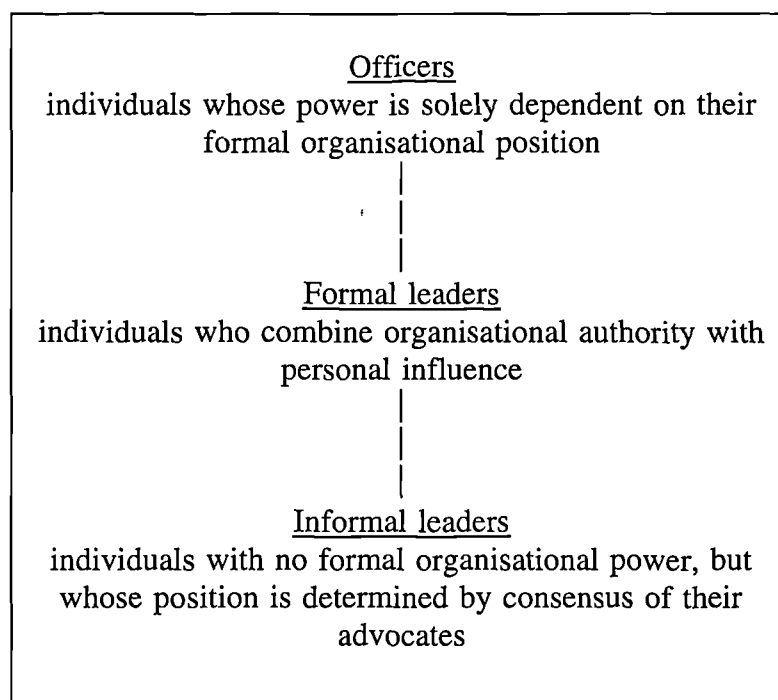 Officers
individuals whose power is solely dependent on their
formal organisational position
Formal leaders
individuals who combine organisational authority with
personal influence
Informal leaders
individuals with no formal organisational power, but
whose position is determined by consensus of their
advocates